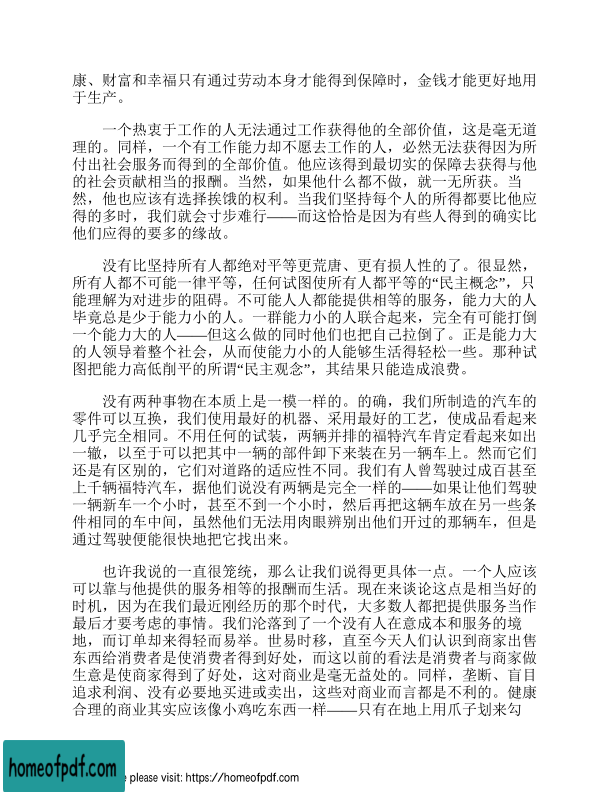 康、财富和幸福只有通过劳动本身才能得到保障时，金钱才能更好地用
于生产。
一个热衷于工作的人无法通过工作获得他的全部价值，这是毫无道
理的。同样，一个有工作能力却不愿去工作的人，必然无法获得因为所
付出社会服务而得到的全部价值。他应该得到最切实的保障去获得与他
的社会贡献相当的报酬。当然，如果他什么都不做，就一无所获。当
然，他也应该有选择挨饿的权利。当我们坚持每个人的所得都要比他应
得的多时，我们就会寸步难行——而这恰恰是因为有些人得到的确实比
他们应得的要多的缘故。
没有比坚持所有人都绝对平等更荒唐、更有损人性的了。很显然，
所有人都不可能一律平等，任何试图使所有人都平等的“民主概念”，只
能理解为对进步的阻碍。不可能人人都能提供相等的服务，能力大的人
毕竟总是少于能力小的人。一群能力小的人联合起来，完全有可能打倒
一个能力大的人——但这么做的同时他们也把自己拉倒了。正是能力大
的人领导着整个社会，从而使能力小的人能够生活得轻松一些。那种试
图把能力高低削平的所谓“民主观念”，其结果只能造成浪费。
没有两种事物在本质上是一模一样的。的确，我们所制造的汽车的
零件可以互换，我们使用最好的机器、采用最好的工艺，使成品看起来
几乎完全相同。不用任何的试装，两辆并排的福特汽车肯定看起来如出
一辙，以至于可以把其中一辆的部件卸下来装在另一辆车上。然而它们
还是有区别的，它们对道路的适应性不同。我们有人曾驾驶过成百甚至
上千辆福特汽车，据他们说没有两辆是完全一样的——如果让他们驾驶
一辆新车一个小时，甚至不到一个小时，然后再把这辆车放在另一些条
件相同的车中间，虽然他们无法用肉眼辨别出他们开过的那辆车，但是
通过驾驶便能很快地把它找出来。
也许我说的一直很笼统，那么让我们说得更具体一点。一个人应该
可以靠与他提供的服务相等的报酬而生活。现在来谈论这点是相当好的
时机，因为在我们最近刚经历的那个时代，大多数人都把提供服务当作
最后才要考虑的事情。我们沦落到了一个没有人在意成本和服务的境
地，而订单却来得轻而易举。世易时移，直至今天人们认识到商家出售
东西给消费者是使消费者得到好处，而这以前的看法是消费者与商家做
生意是使商家得到了好处，这对商业是毫无益处的。同样，垄断、盲目
追求利润、没有必要地买进或卖出，这些对商业而言都是不利的。健康
合理的商业其实应该像小鸡吃东西一样——只有在地上用爪子划来勾
homeofpdf.com
please visit: https://homeofpdf.com